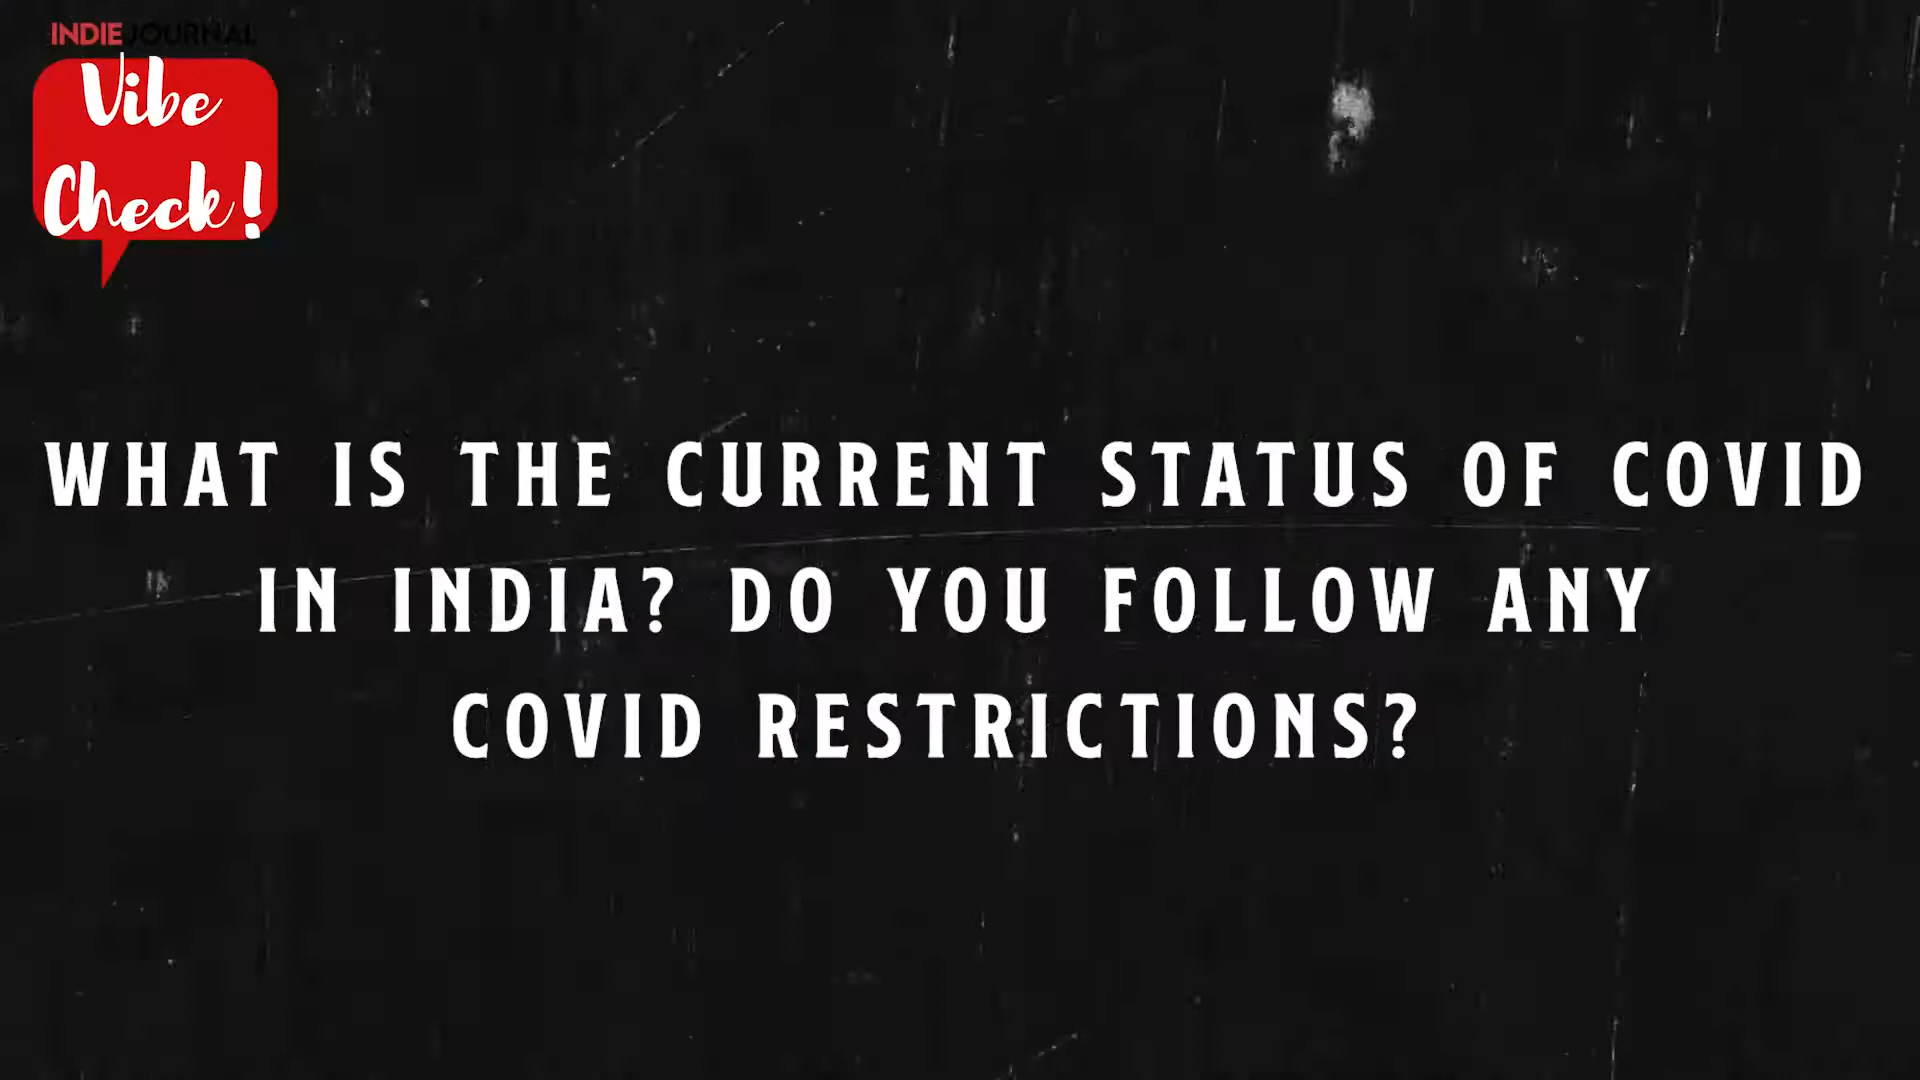 INDIEJOURNAL
Vibe
Check!
WHAT IS THE CURRENT STATUS OF COVID
IN INDIA? DO YOU FOLLOW ANY
COVID RESTRICTIONS?